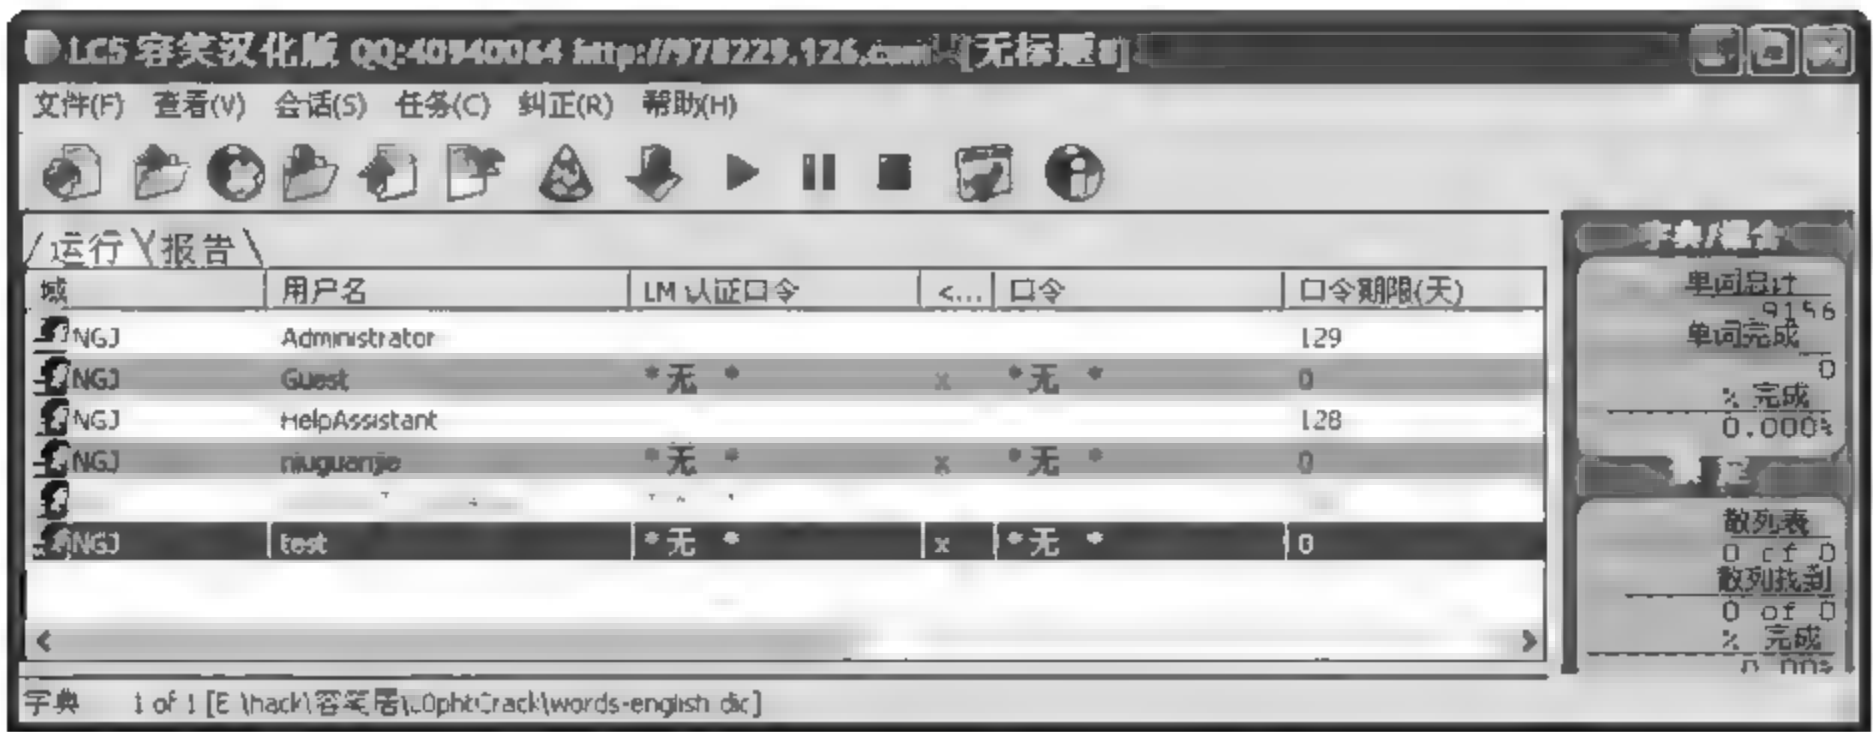 LC5 容笑汉化版 QQ:40940064 http://978229.126.com [无标题]
文件(F) 查看(V) 会话(S) 任务(C) 纠正(R) 帮助(H)
运行 报告
域 用户名 LM 认证口令 <... 口令 口令期限(天)
NGJ Administrator 129
NGJ Guest * 无 * x * 无 * 0
NGJ HelpAssistant 128
NGJ niuguanjie * 无 * x * 无 * 0
NGJ test * 无 * x * 无 * 0
字典/混合
单词总计
9156
单词完成
0
% 完成
0.000%
散列表
0 of 0
散列找到
0 of 0
% 完成
字典 1 of 1 [E:\hack\容笑居\L0phtCrack\words-english.dic]